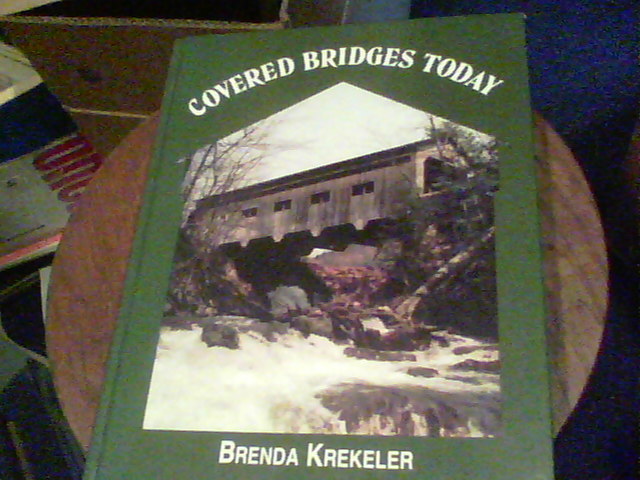 COVERED BRIDGES TODAY
BRENDA KREKELER